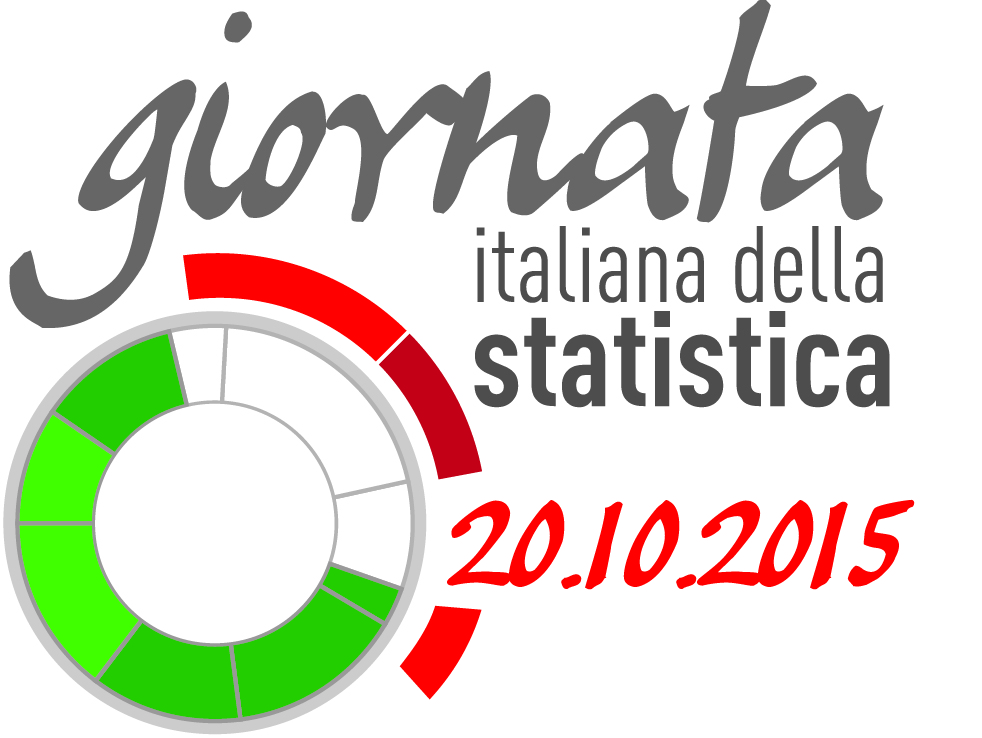 giornata
italiana della
statistica
20.10.2015